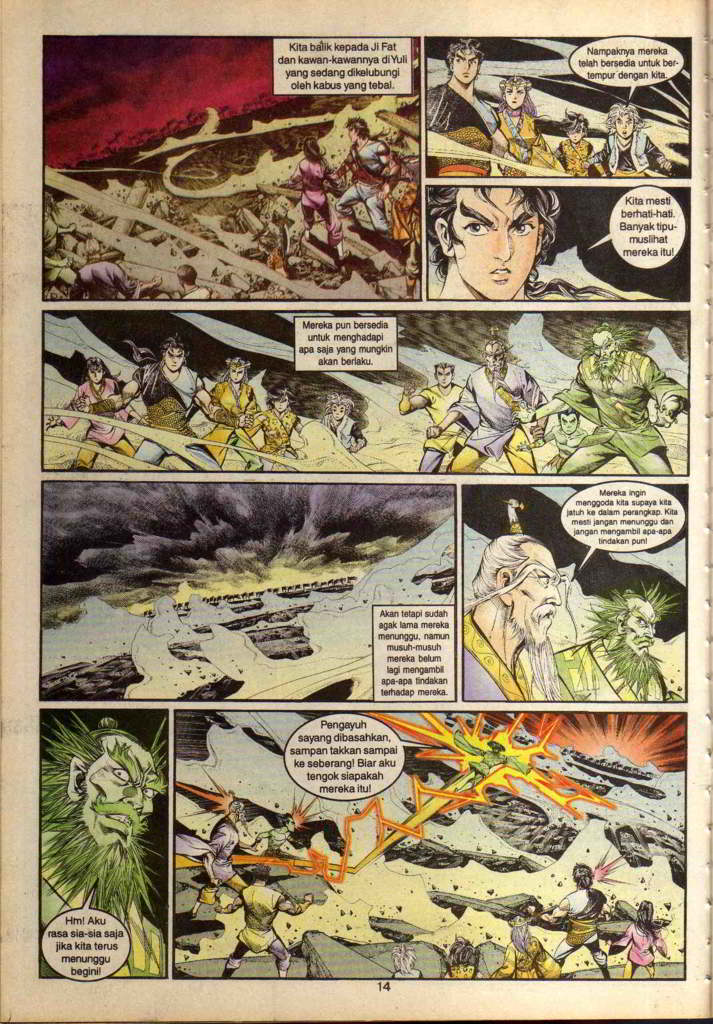 Kita balik kepada Ji Fat
dan kawan-kawannya di Yuli
yang sedang dikelubungi
oleh kabus yang tebal.
Nampaknya mereka
telah bersedia untuk ber-
tempur dengan kita.
Kita mesti
berhati-hati.
Banyak tipu-
muslihat
mereka itu!
Mereka pun bersedia
untuk menghadapi
apa saja yang mungkin
akan berlaku.
Akan tetapi sudah
agak lama mereka
menunggu, namun
musuh-musuh
mereka belum
lagi mengambil
apa-apa tindakan
terhadap mereka.
Mereka ingin
menggoda kita supaya kita
jatuh ke dalam perangkap. Kita
mesti jangan menunggu dan
jangan mengambil apa-apa
tindakan pun!
Hm! Aku
rasa sia-sia saja
jika kita terus
menunggu
begini!
Pengayuh
sayang dibasahkan,
sampan takkan sampai
ke seberang! Biar aku
tengok siapakah
mereka itu!
14